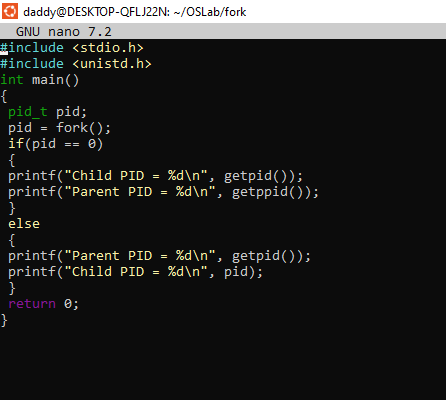 daddy@DESKTOP-QFLJ22N: ~/OSLab/fork
GNU nano 7.2
#include <stdio.h>
#include <unistd.h>
int main()
{
 pid_t pid;
 pid = fork();
 if(pid == 0)
 {
 printf("Child PID = %d\n", getpid());
 printf("Parent PID = %d\n", getppid());
 }
 else
 {
 printf("Parent PID = %d\n", getpid());
 printf("Child PID = %d\n", pid);
 }
 return 0;
}